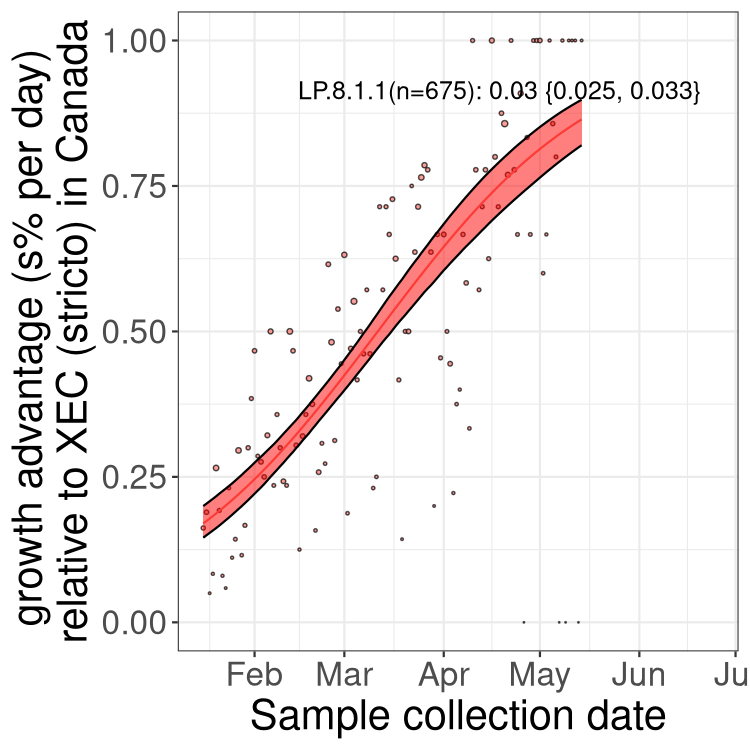 growth advantage (s% per day)
relative to XEC (stricto) in Canada
1.00
0.75
0.50
0.25
0.00
LP.8.1.1(n=675): 0.03 {0.025, 0.033}
Feb Mar Apr May Jun Ju
Sample collection date